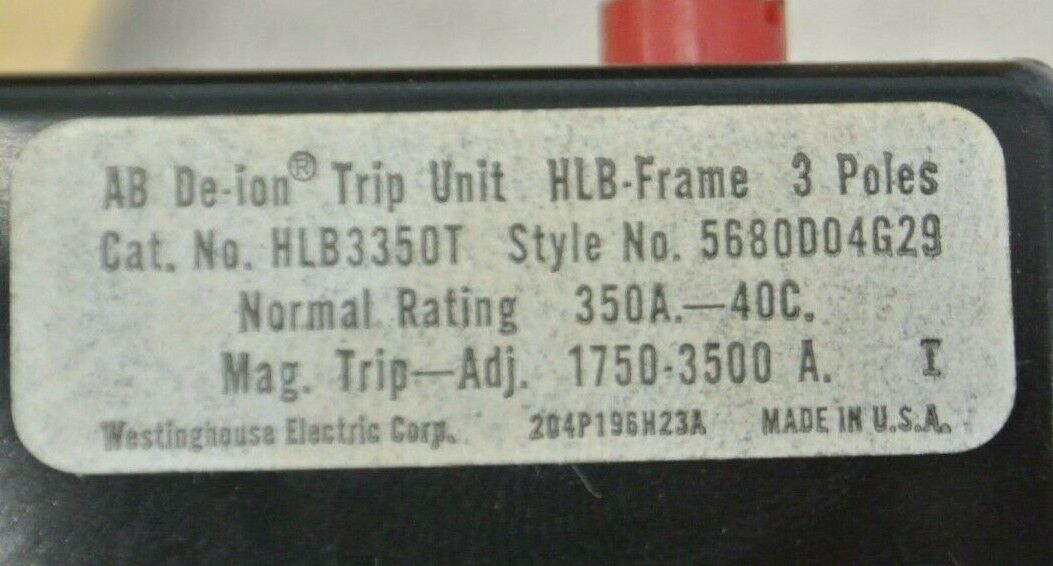 AB De-ion® Trip Unit HLB-Frame 3 Poles
Cat. No. HLB3350T Style No. 5680D04G29
Normal Rating 350A.—40C.
Mag. Trip—Adj. 1750-3500 A. I
Westinghouse Electric Corp. 204P196H23A MADE IN U.S.A.